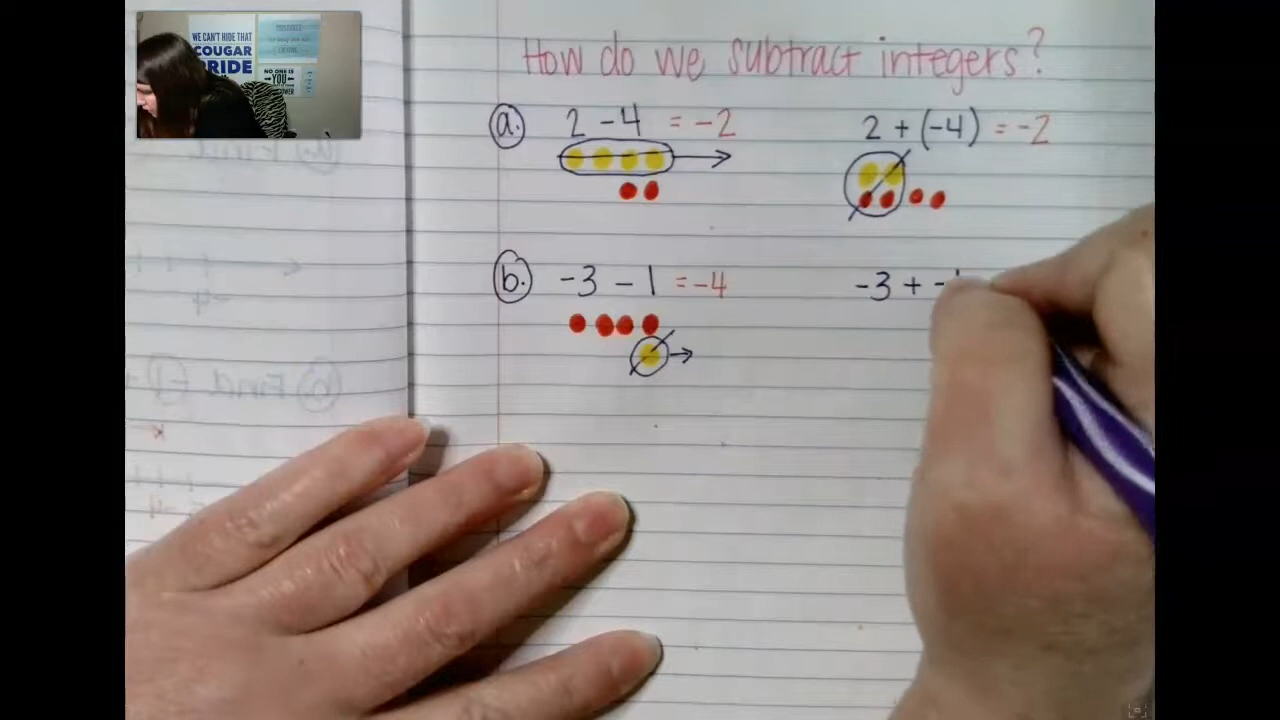 WE CAN'T HIDE THAT
COUGAR
PRIDE
NO ONE IS
YOU
How do we subtract integers?
a. 2 - 4 = -2
2 + (-4) = -2
b. -3 - 1 = -4
-3 + -1